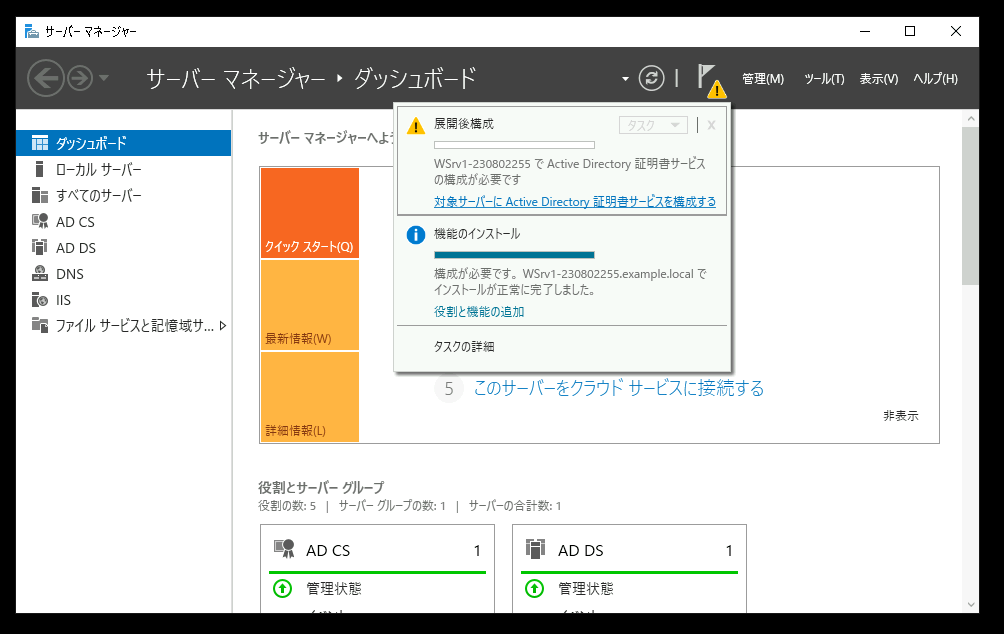 サーバー マネージャー
サーバー マネージャー ‣ ダッシュボード
管理(M) ツール(T) 表示(V) ヘルプ(H)
ダッシュボード
ローカル サーバー
すべてのサーバー
AD CS
AD DS
DNS
IIS
ファイル サービスと記憶域サ...
サーバー マネージャーへよ
クイック スタート(Q)
最新情報(W)
詳細情報(L)
展開後構成
タスク
WSrv1-230802255 で Active Directory 証明書サービス
の構成が必要です
対象サーバーに Active Directory 証明書サービスを構成する
機能のインストール
構成が必要です。WSrv1-230802255.example.local で
インストールが正常に完了しました。
役割と機能の追加
タスクの詳細
5 このサーバーをクラウド サービスに接続する
非表示
役割とサーバー グループ
役割の数: 5 | サーバー グループの数: 1 | サーバーの合計数: 1
AD CS 1
管理状態
AD DS 1
管理状態